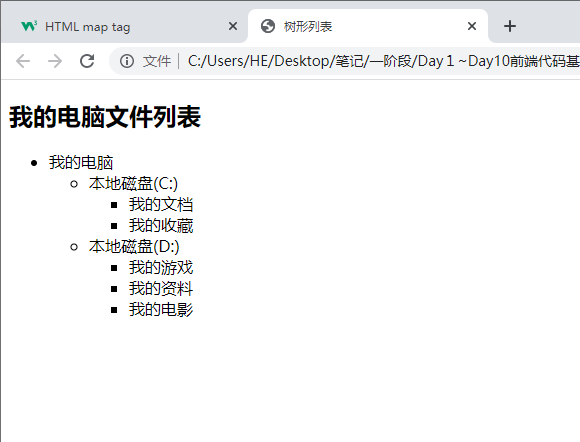 HTML map tag
树形列表
文件 C:/Users/HE/Desktop/笔记/一阶段/Day１~Day10前端代码基
我的电脑文件列表
我的电脑
本地磁盘(C:)
我的文档
我的收藏
本地磁盘(D:)
我的游戏
我的资料
我的电影